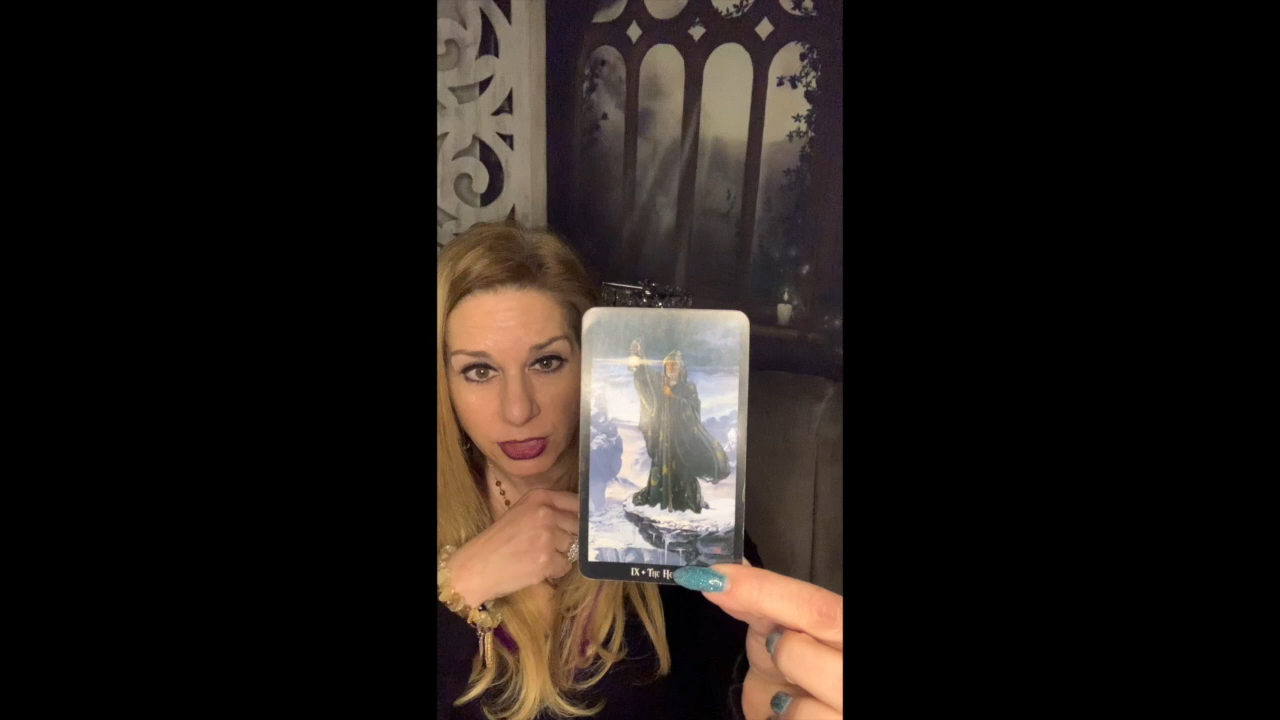 IX • THE